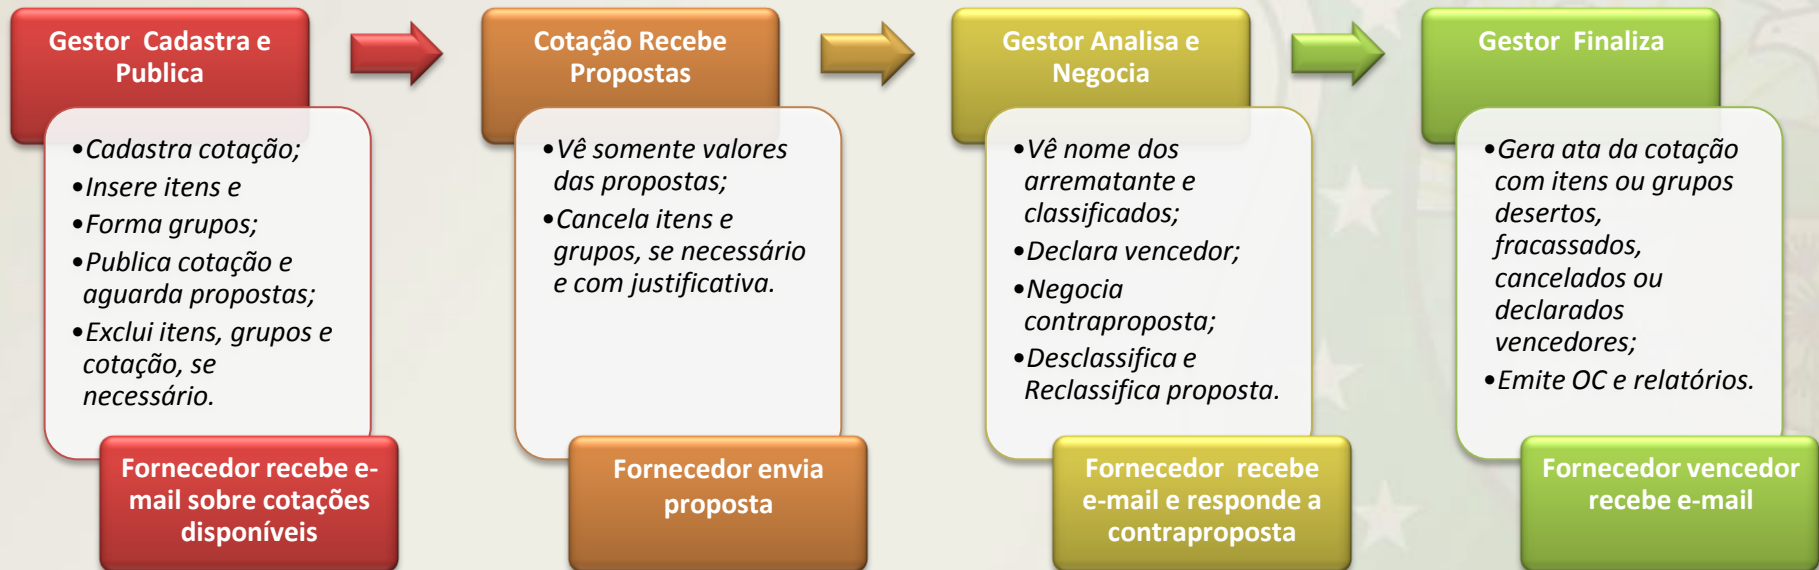 Gestor Cadastra e
Publica
•Cadastra cotação;
•Insere itens e
•Forma grupos;
•Publica cotação e
aguarda propostas;
•Exclui itens, grupos e
cotação, se
necessário.
Fornecedor recebe e-
mail sobre cotações
disponíveis
Cotação Recebe
Propostas
•Vê somente valores
das propostas;
•Cancela itens e
grupos, se necessário
e com justificativa.
Fornecedor envia
proposta
Gestor Analisa e
Negocia
•Vê nome dos
arrematante e
classificados;
•Declara vencedor;
•Negocia
contraproposta;
•Desclassifica e
Reclassifica proposta.
Fornecedor recebe
e-mail e responde a
contraproposta
Gestor Finaliza
•Gera ata da cotação
com itens ou grupos
desertos,
fracassados,
cancelados ou
declarados
vencedores;
•Emite OC e relatórios.
Fornecedor vencedor
recebe e-mail